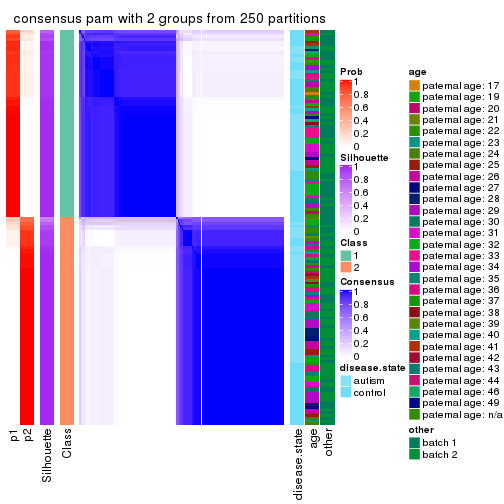 consensus pam with 2 groups from 250 partitions
p1
p2
Silhouette
Class
disease.state
age
other
Prob
1
0.8
0.6
0.4
0.2
0
Silhouette
1
0.8
0.6
0.4
0.2
0
Class
1
2
Consensus
1
0.8
0.6
0.4
0.2
0
disease.state
autism
control
age
paternal age: 17
paternal age: 19
paternal age: 20
paternal age: 21
paternal age: 22
paternal age: 23
paternal age: 24
paternal age: 25
paternal age: 26
paternal age: 27
paternal age: 28
paternal age: 29
paternal age: 30
paternal age: 31
paternal age: 32
paternal age: 33
paternal age: 34
paternal age: 35
paternal age: 36
paternal age: 37
paternal age: 38
paternal age: 39
paternal age: 40
paternal age: 41
paternal age: 42
paternal age: 43
paternal age: 44
paternal age: 46
paternal age: 49
paternal age: n/a
other
batch 1
batch 2